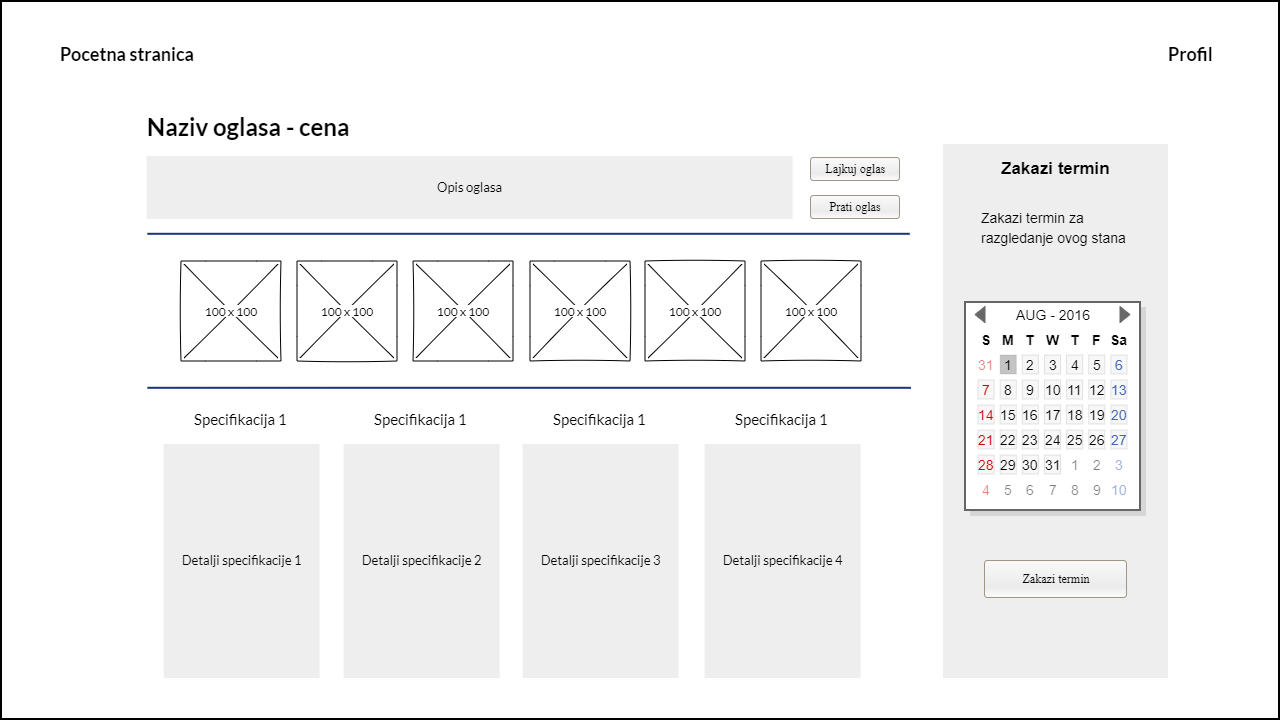 Pocetna stranica
Profil
Naziv oglasa - cena
Opis oglasa
Lajkuj oglas
Prati oglas
100 x 100
100 x 100
100 x 100
100 x 100
100 x 100
100 x 100
Specifikacija 1
Specifikacija 1
Specifikacija 1
Specifikacija 1
Detalji specifikacije 1
Detalji specifikacije 2
Detalji specifikacije 3
Detalji specifikacije 4
Zakazi termin
Zakazi termin za
razgledanje ovog stana
AUG - 2016
S M T W T F Sa
31 1 2 3 4 5 6
7 8 9 10 11 12 13
14 15 16 17 18 19 20
21 22 23 24 25 26 27
28 29 30 31 1 2 3
4 5 6 7 8 9 10
Zakazi termin